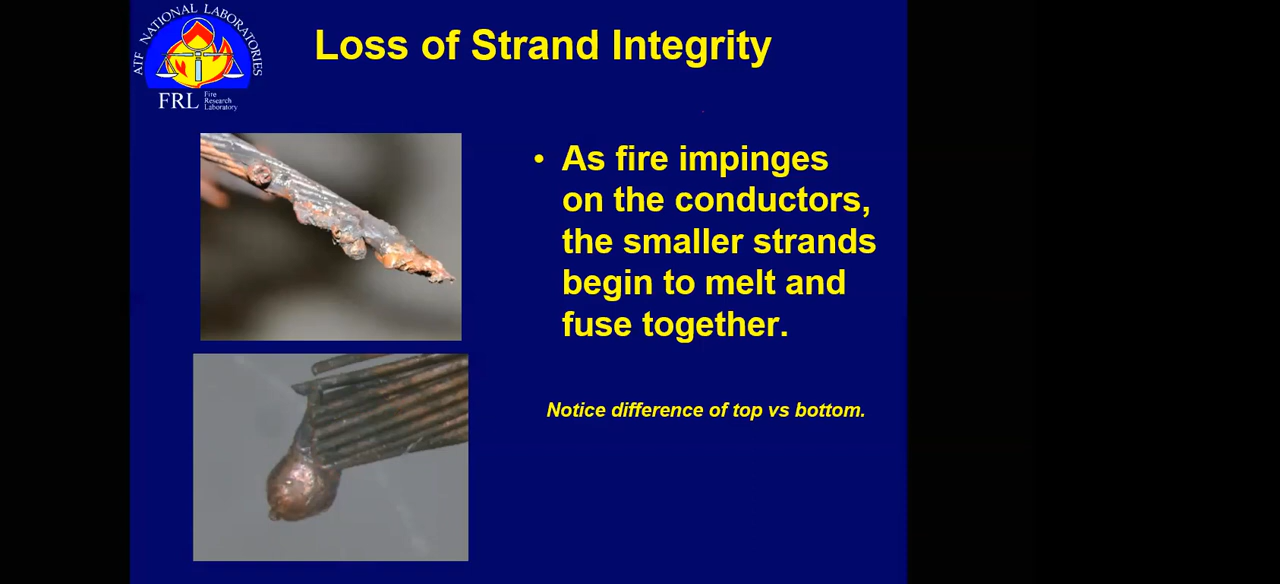 ATF NATIONAL LABORATORIES
FRL Fire
Research
Laboratory
Loss of Strand Integrity
• As fire impinges
on the conductors,
the smaller strands
begin to melt and
fuse together.
Notice difference of top vs bottom.